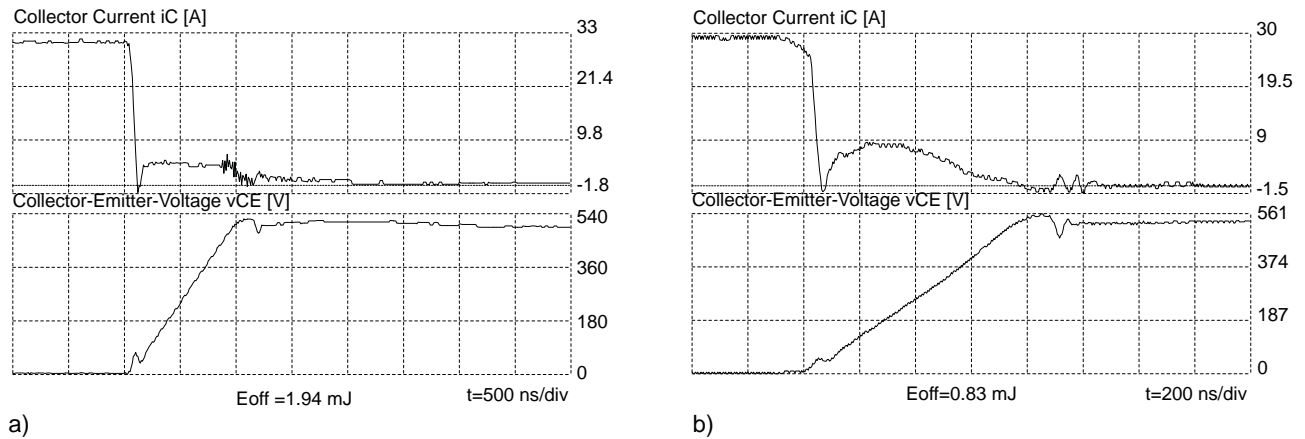 Collector Current iC [A]
33
21.4
9.8
-1.8
Collector-Emitter-Voltage vCE [V]
540
360
180
0
Eoff =1.94 mJ
t=500 ns/div
a)
Collector Current iC [A]
30
19.5
9
-1.5
Collector-Emitter-Voltage vCE [V]
561
374
187
0
Eoff=0.83 mJ
t=200 ns/div
b)